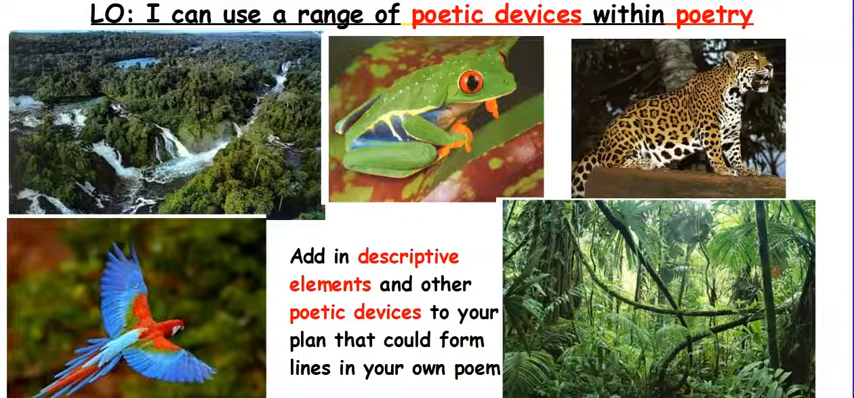 LO: I can use a range of poetic devices within poetry
Add in descriptive
elements and other
poetic devices to your
plan that could form
lines in your own poem